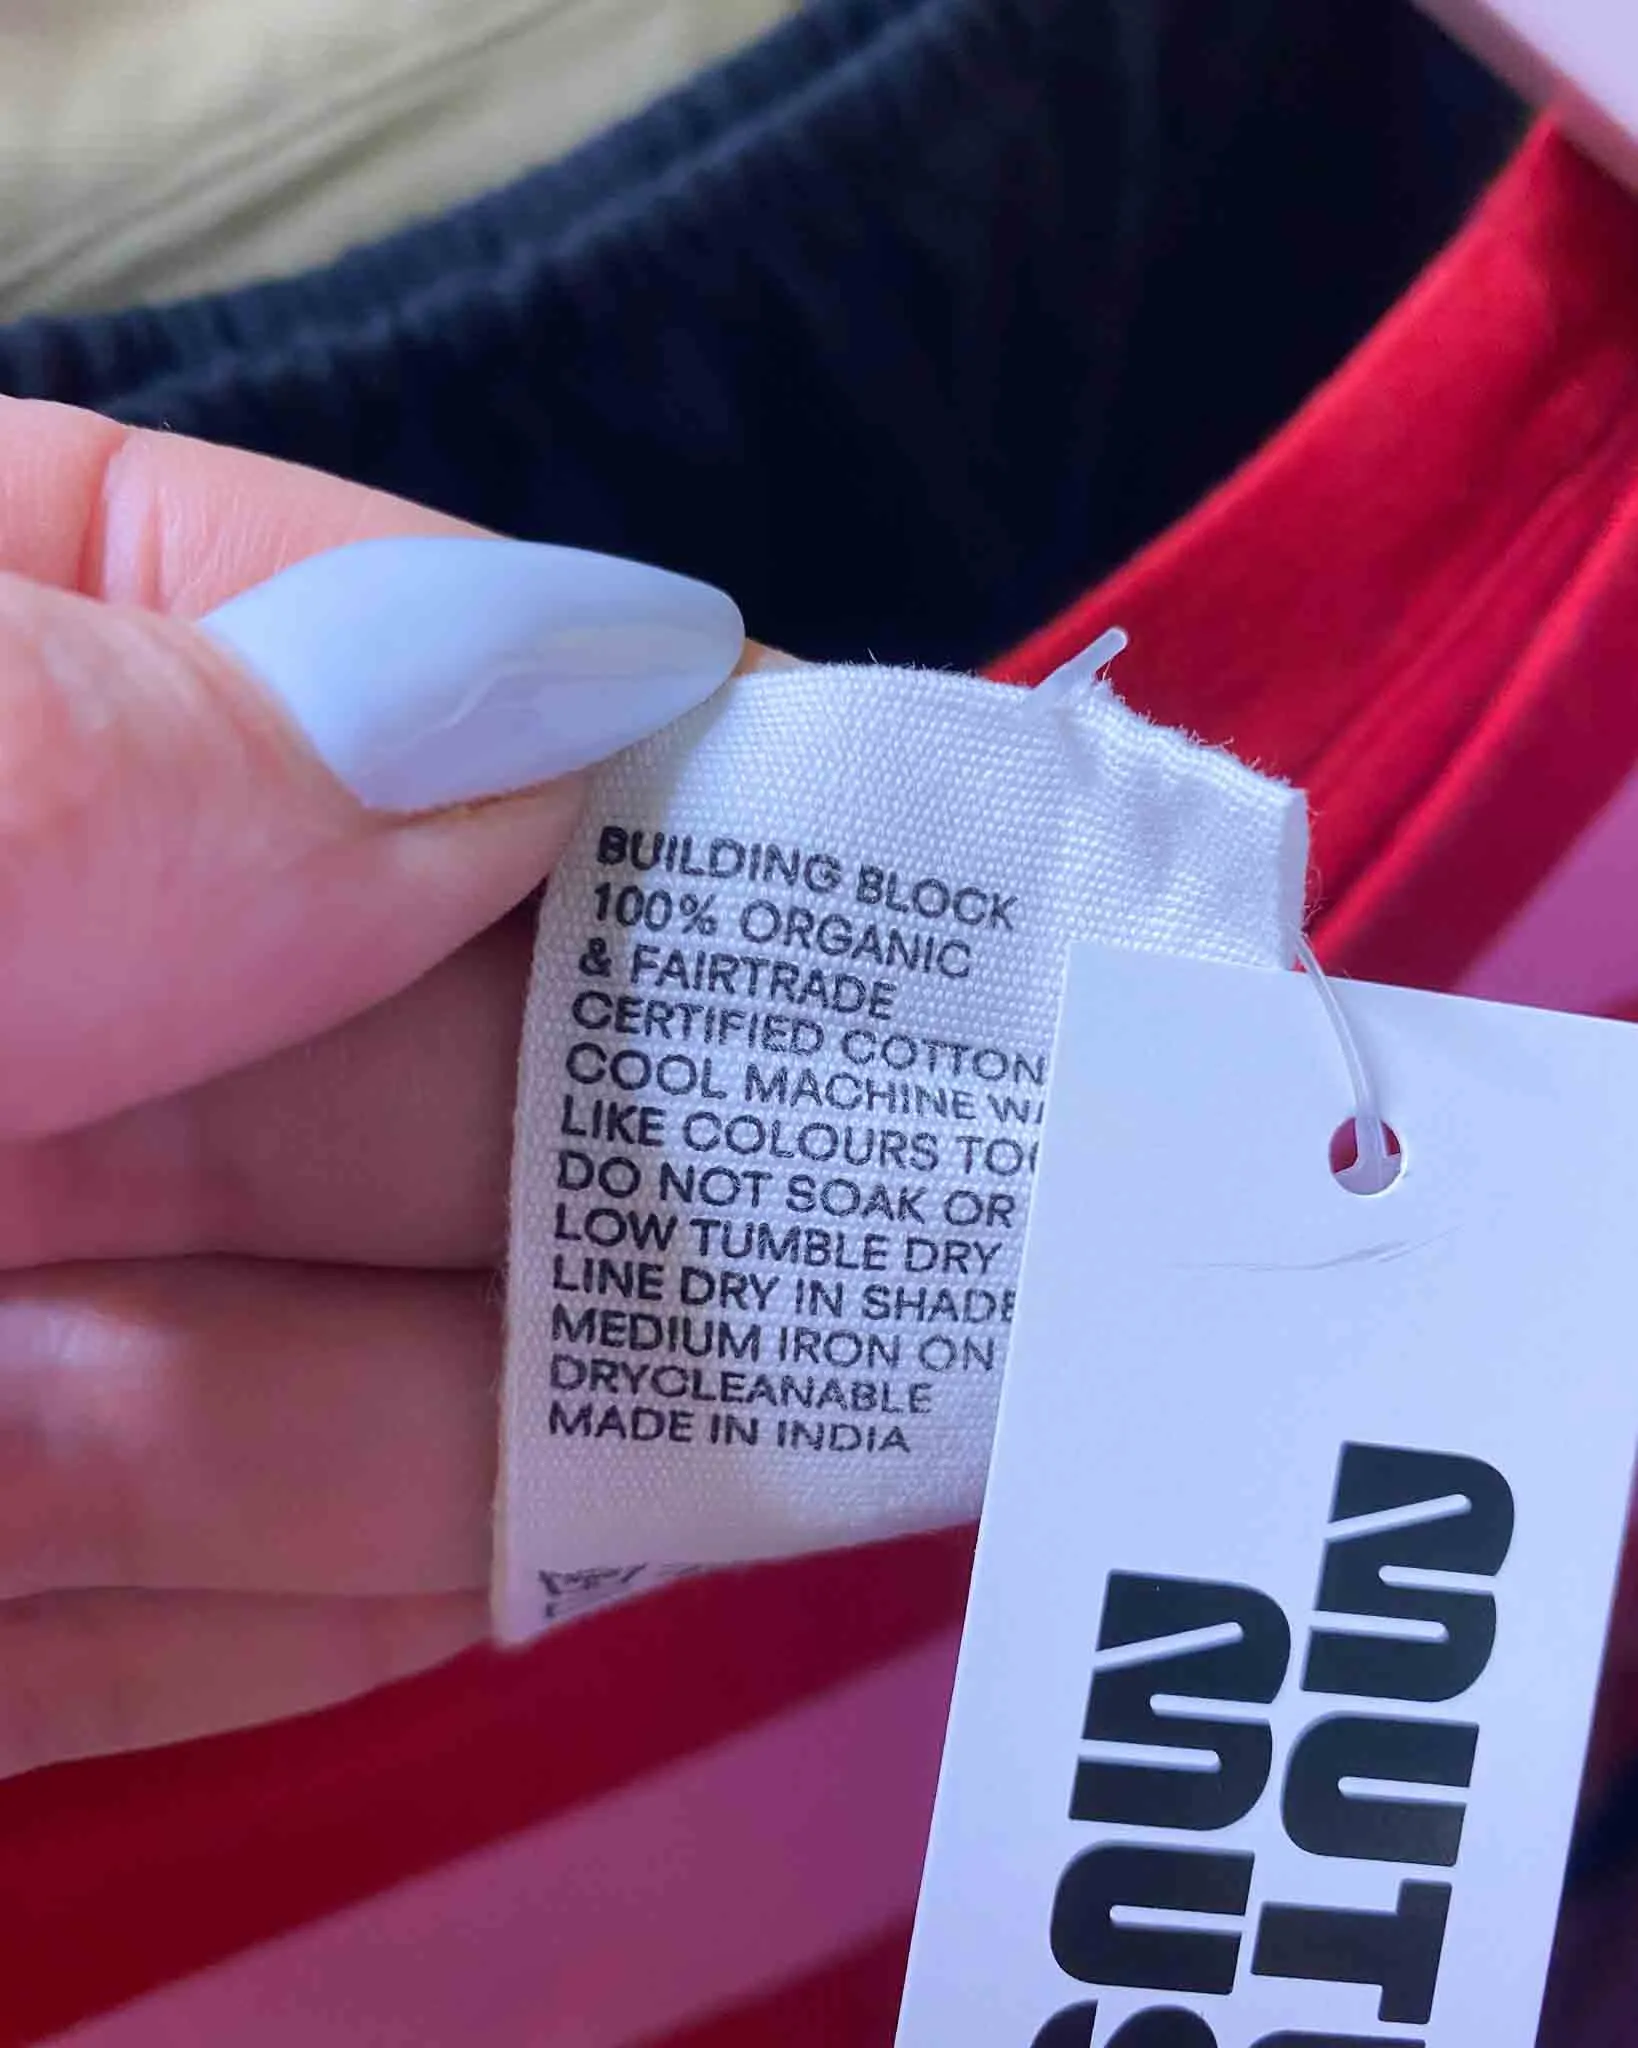 BUILDING BLOCK
100% ORGANIC
& FAIRTRADE
CERTIFIED COTTON
COOL MACHINE
LIKE COLOURS
DO NOT SOAK OR
LOW TUMBLE DRY
LINE DRY IN SHADE
MEDIUM IRON ON
DRYCLEANABLE
MADE IN INDIA